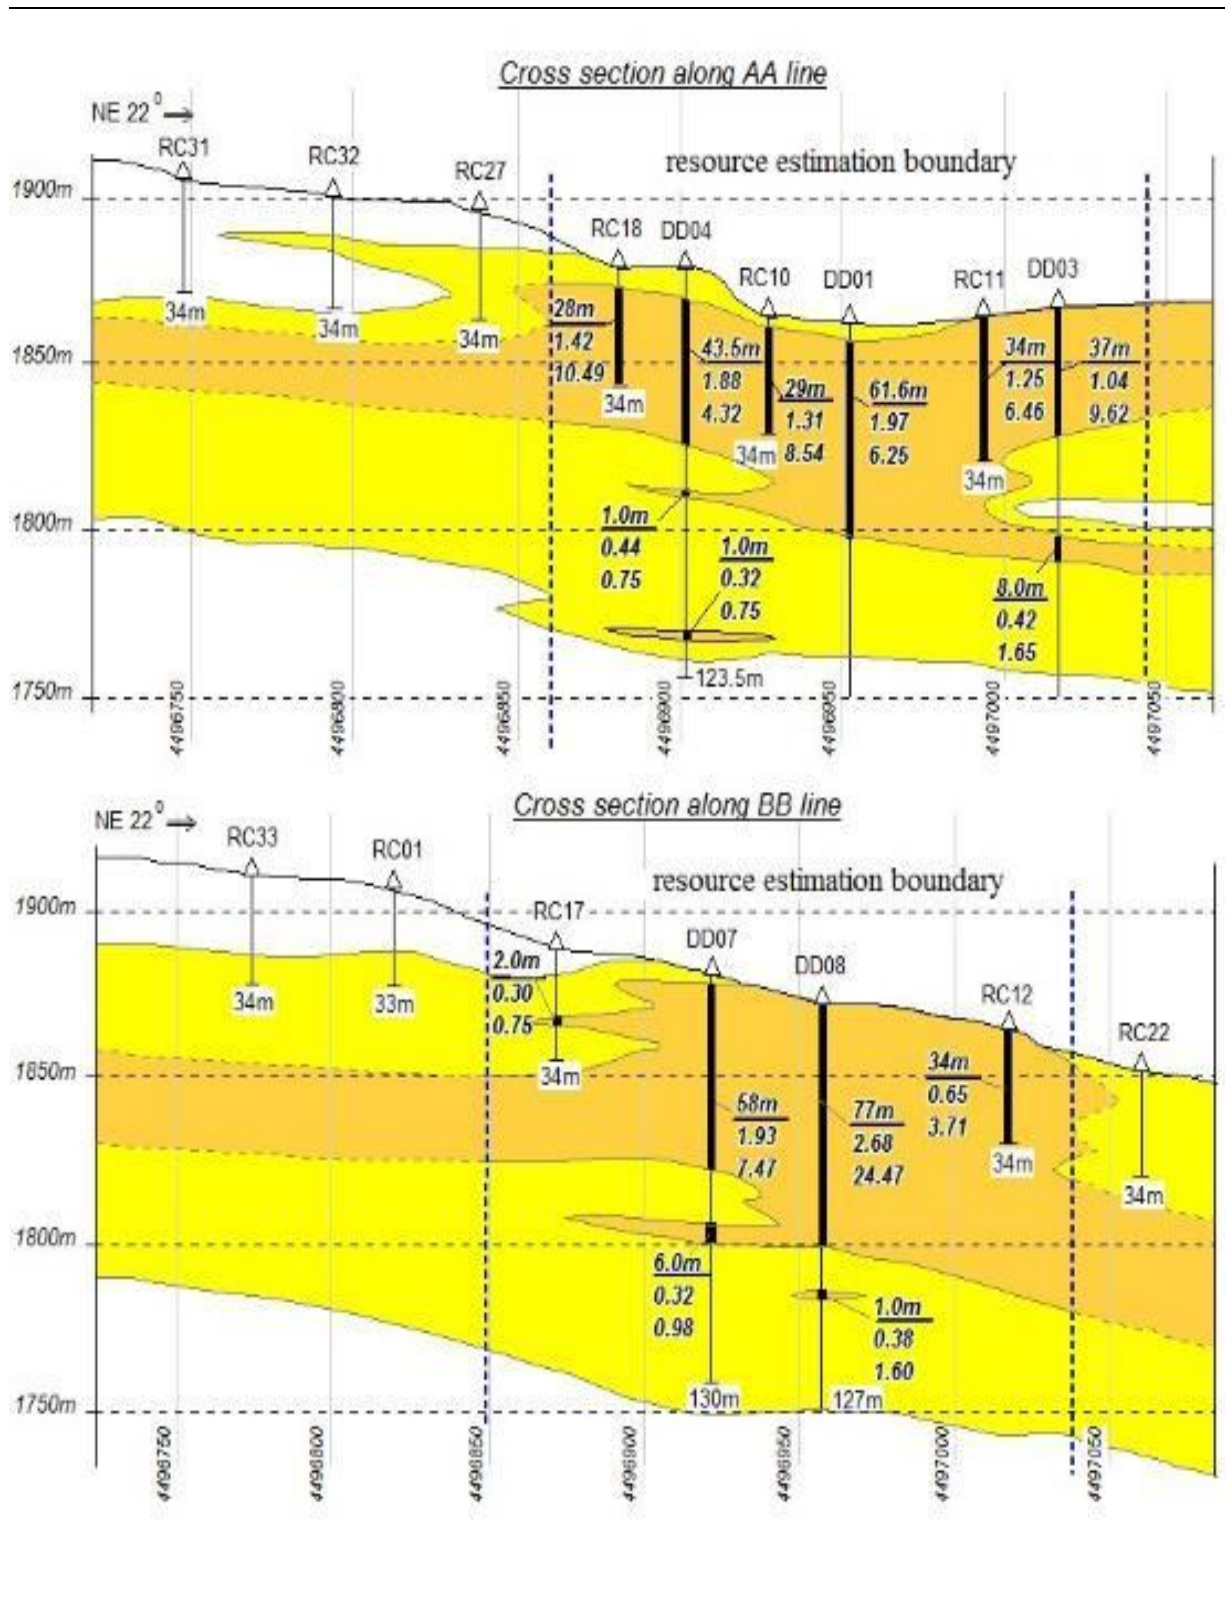 Cross section along AA line
NE 22⁰ →
RC31
RC32
RC27
resource estimation boundary
1900m
RC18
DD04
RC10
DD01
RC11
DD03
28m
1.42
10.49
34m
34m
34m
34m
43.5m
1.88
4.32
29m
1.31
8.54
34m
61.6m
1.97
6.25
34m
1.25
6.46
34m
37m
1.04
9.62
1850m
1800m
1.0m
0.44
0.75
1.0m
0.32
0.75
8.0m
0.42
1.65
123.5m
1750m
4496750
4496800
4496850
4496900
4496950
4497000
4497050
Cross section along BB line
NE 22⁰ →
RC33
RC01
resource estimation boundary
1900m
RC17
DD07
DD08
RC12
RC22
34m
33m
2.0m
0.30
0.75
34m
1850m
34m
0.65
3.71
34m
34m
68m
1.93
7.47
77m
2.68
24.47
1800m
6.0m
0.32
0.98
1.0m
0.38
1.60
130m
127m
1750m
4496750
4496800
4496850
4496900
4496950
4497000
4497050